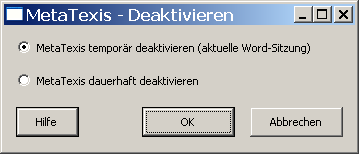 MetaTexis - Deaktivieren
MetaTexis temporär deaktivieren (aktuelle Word-Sitzung)
MetaTexis dauerhaft deaktivieren
Hilfe OK Abbrechen